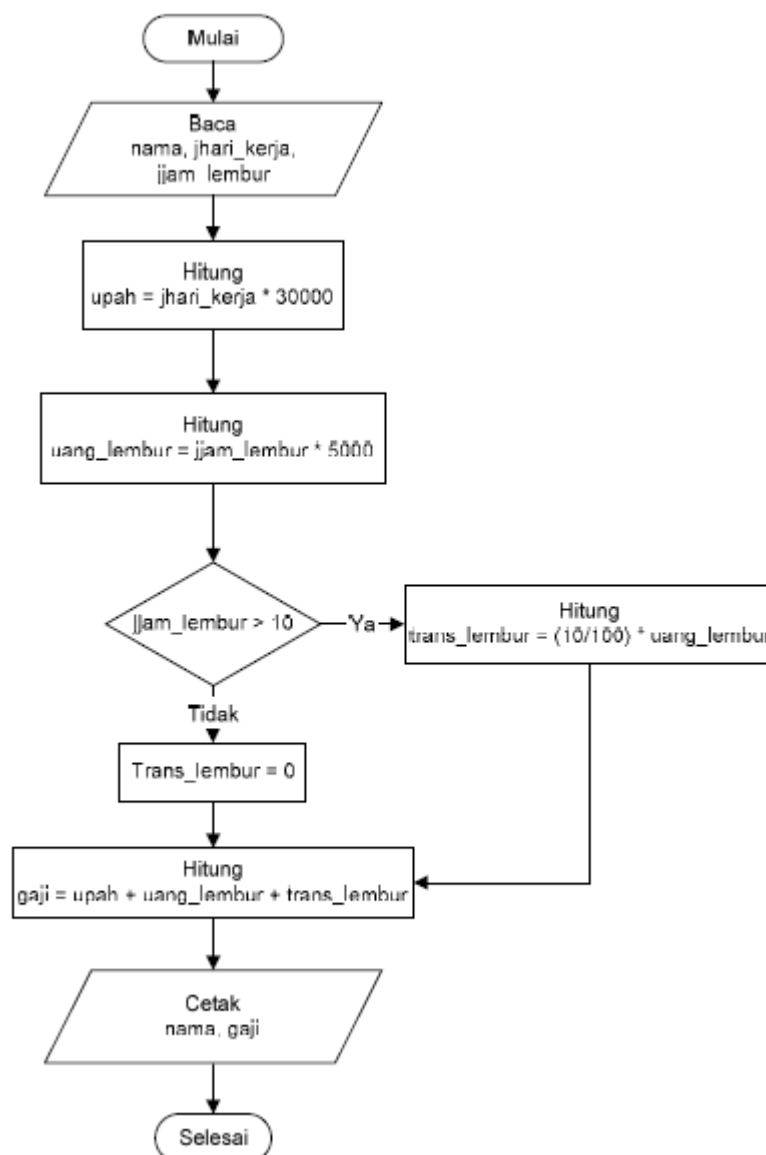 Mulai
Baca
nama, jhari_kerja,
jjam_lembur
Hitung
upah = jhari_kerja * 30000
Hitung
uang_lembur = jjam_lembur * 5000
jjam_lembur > 10
Ya
Hitung
trans_lembur = (10/100) * uang_lembur
Tidak
Trans_lembur = 0
Hitung
gaji = upah + uang_lembur + trans_lembur
Cetak
nama, gaji
Selesai